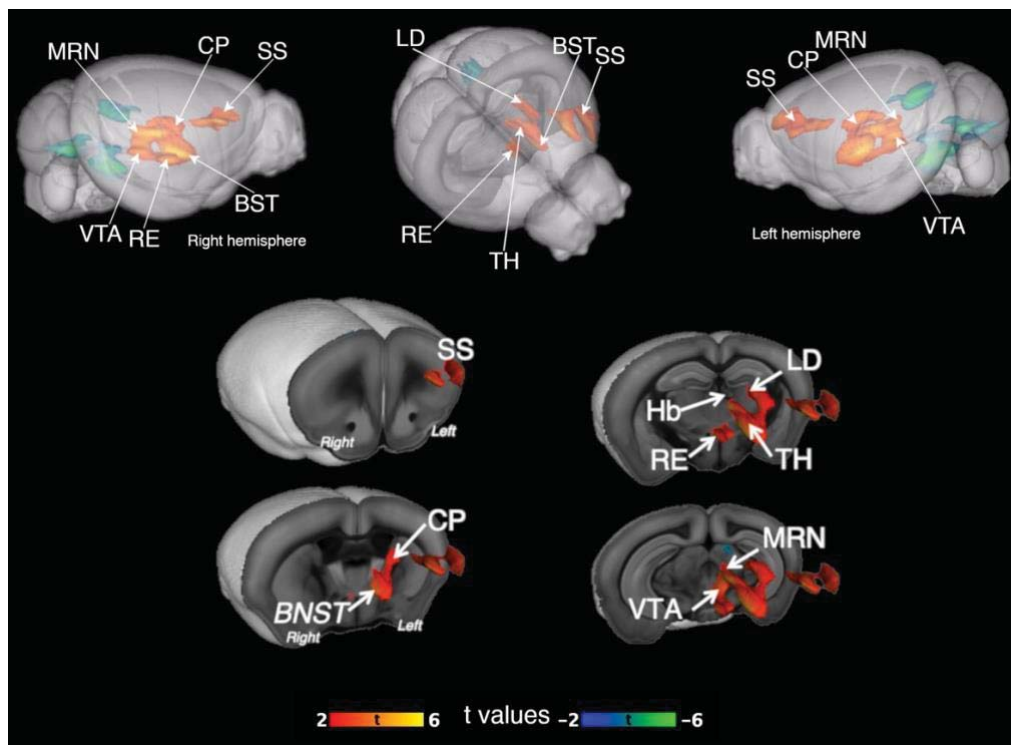 MRN CP SS
VTA RE BST
Right hemisphere
LD BST SS
RE TH
MRN
CP
SS
VTA
Left hemisphere
SS
Right Left
LD
Hb
RE TH
CP
BNST
Right Left
MRN
VTA
2 t 6 t values -2 t -6